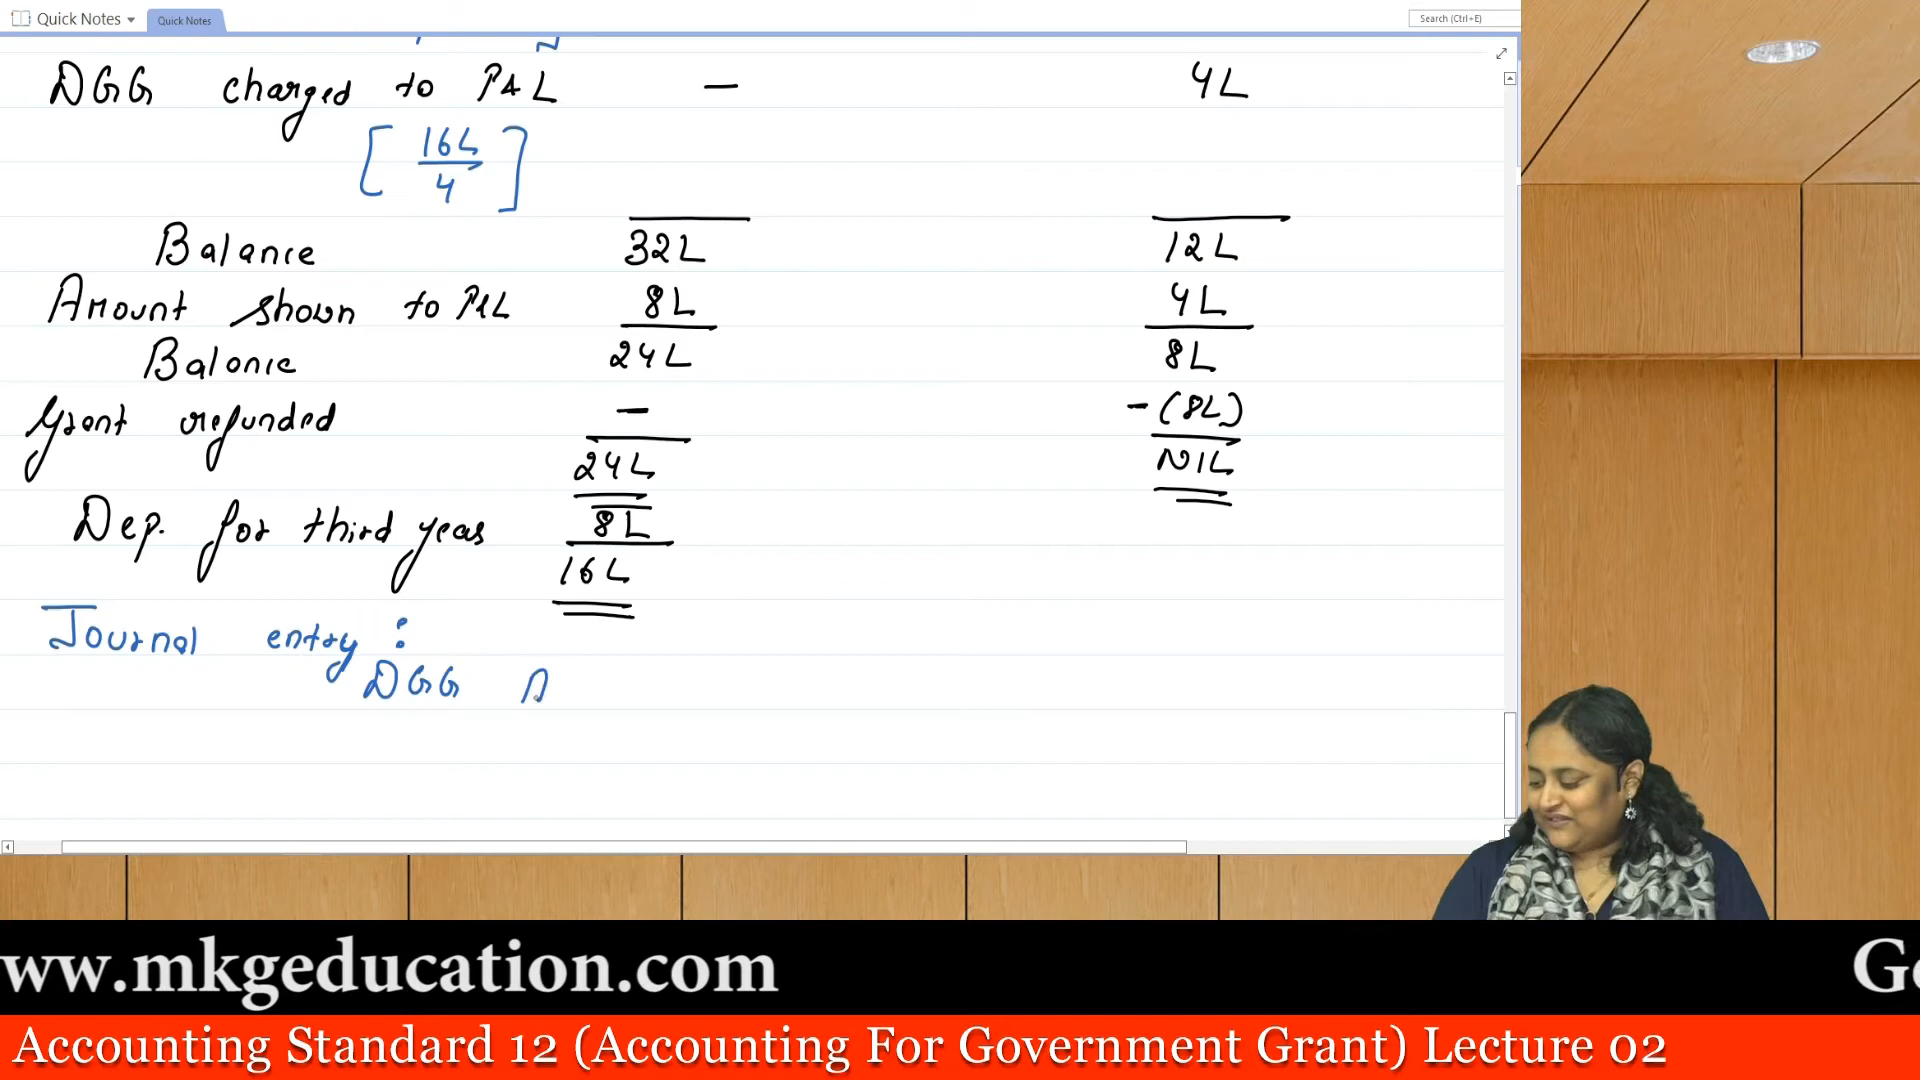 Quick Notes Quick Notes Search (Ctrl+E)
DGG charged to P&L — 4L
[ 16L
4 ]
Balance 32L 12L
Amount shown to P&L 8L 4L
Balance 24L 8L
Grant refunded — -(8L)
24L NIL
Dep. for third year 8L
16L
Journal entry :
DGG
ww.mkgeducation.com Go
Accounting Standard 12 (Accounting For Government Grant) Lecture 02